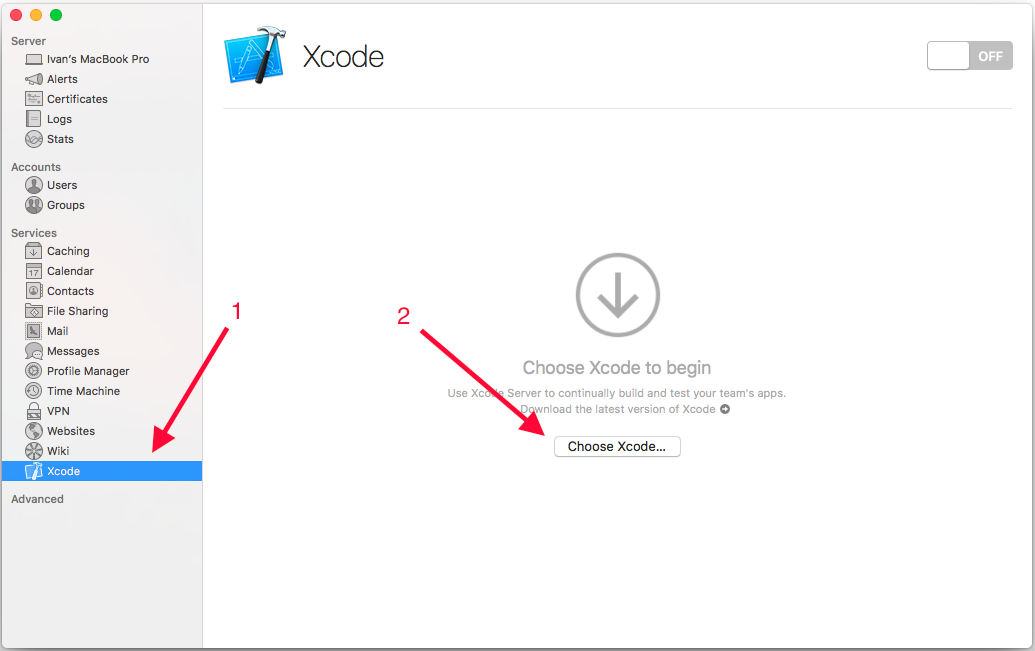 Server
Ivan's MacBook Pro
Alerts
Certificates
Logs
Stats
Accounts
Users
Groups
Services
Caching
17 Calendar
Contacts
File Sharing
Mail
Messages
Profile Manager
Time Machine
VPN
Websites
Wiki
Xcode
Advanced
Xcode
OFF
1
2
Choose Xcode to begin
Use Xcode Server to continually build and test your team's apps.
Download the latest version of Xcode
Choose Xcode...